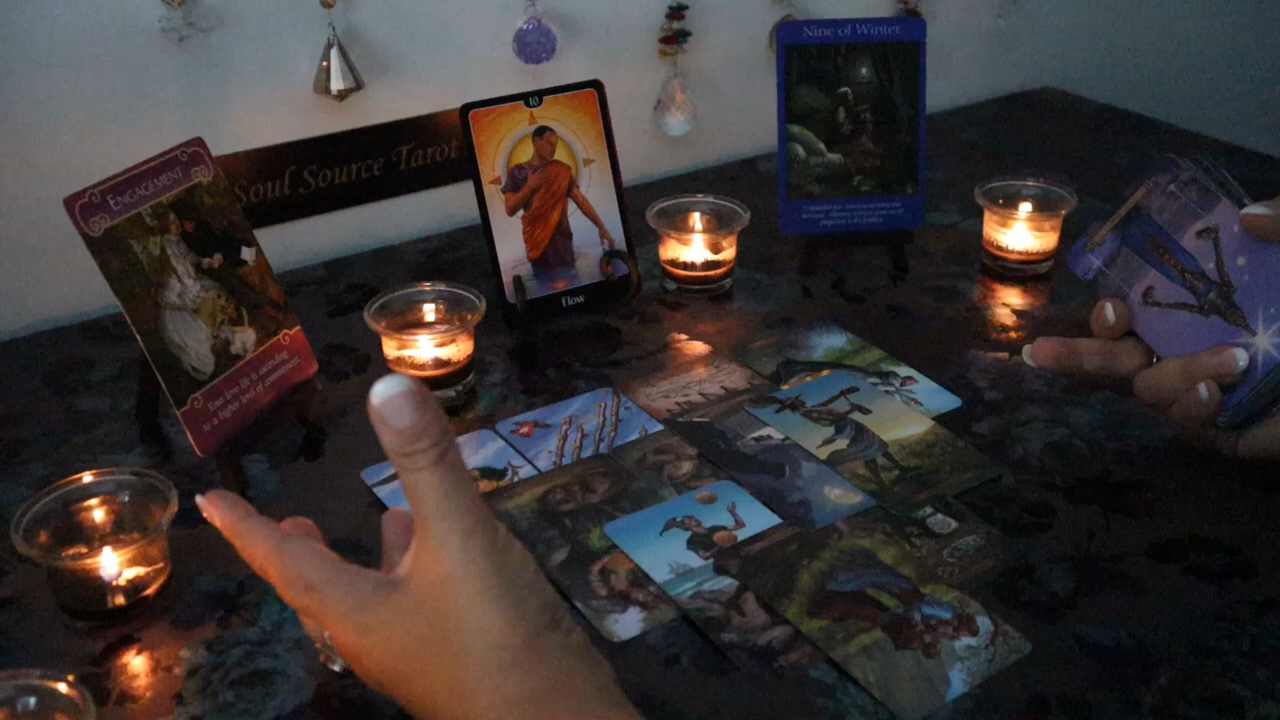 Nine of Winter
10
Soul Source Tarot
ENGAGEMENT
Flow
Your love life is ascending
to a higher level of commitment.